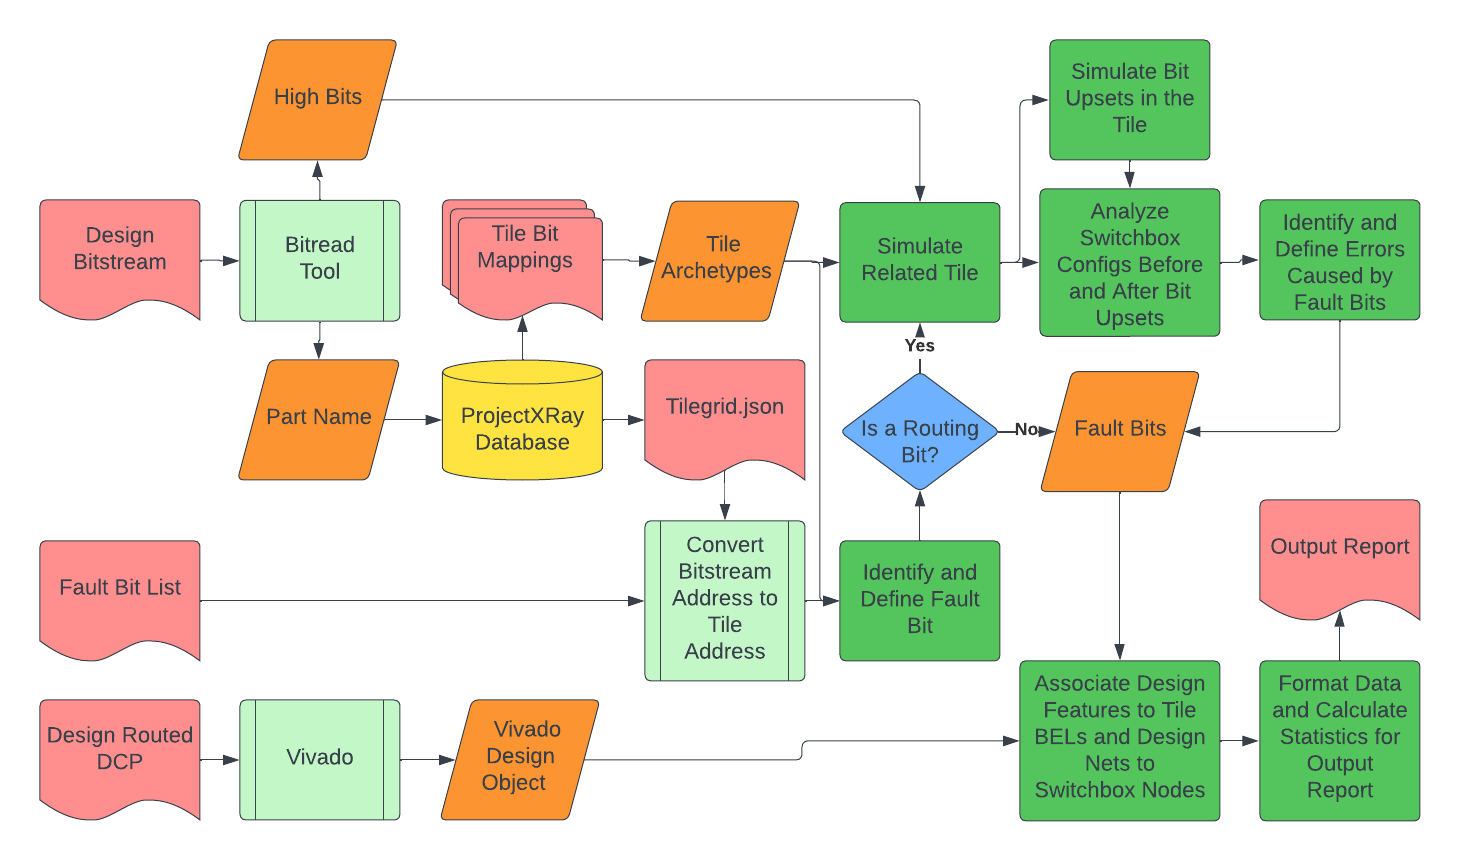 High Bits
Simulate Bit
Upsets in the
Tile
Design
Bitstream
Bitread
Tool
Tile Bit
Mappings
Tile
Archetypes
Simulate
Related Tile
Analyze
Switchbox
Configs Before
and After Bit
Upsets
Identify and
Define Errors
Caused by
Fault Bits
Yes
Part Name
ProjectXRay
Database
Tilegrid.json
Is a Routing
Bit?
No
Fault Bits
Fault Bit List
Convert
Bitstream
Address to
Tile
Address
Identify and
Define Fault
Bit
Output Report
Design Routed
DCP
Vivado
Vivado
Design
Object
Associate Design
Features to Tile
BELs and Design
Nets to
Switchbox Nodes
Format Data
and Calculate
Statistics for
Output
Report